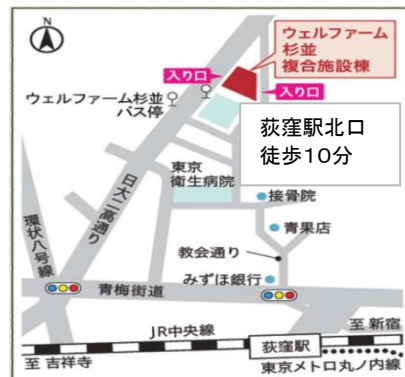 N
ウェルファーム
杉並
複合施設棟
入り口
入り口
ウェルファーム杉並
バス停
荻窪駅北口
徒歩10分
東京
衛生病院
日大二高通り
環状八号線
接骨院
青果店
教会通り
みずほ銀行
青梅街道
JR中央線
至 新宿
荻窪駅
至 吉祥寺
東京メトロ丸ノ内線